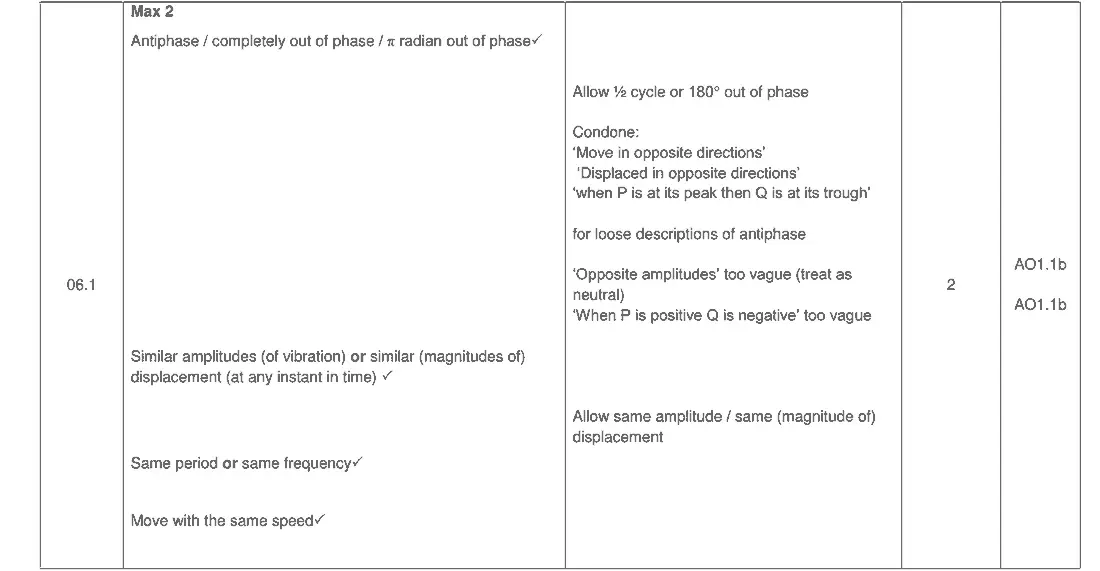 Max 2
Antiphase / completely out of phase / π radian out of phase✓
Allow ½ cycle or 180° out of phase
Condone:
‘Move in opposite directions’
‘Displaced in opposite directions’
‘when P is at its peak then Q is at its trough’
for loose descriptions of antiphase
06.1
‘Opposite amplitudes’ too vague (treat as
neutral)
‘When P is positive Q is negative’ too vague
2
AO1.1b
AO1.1b
Similar amplitudes (of vibration) or similar (magnitudes of)
displacement (at any instant in time) ✓
Allow same amplitude / same (magnitude of)
displacement
Same period or same frequency✓
Move with the same speed✓